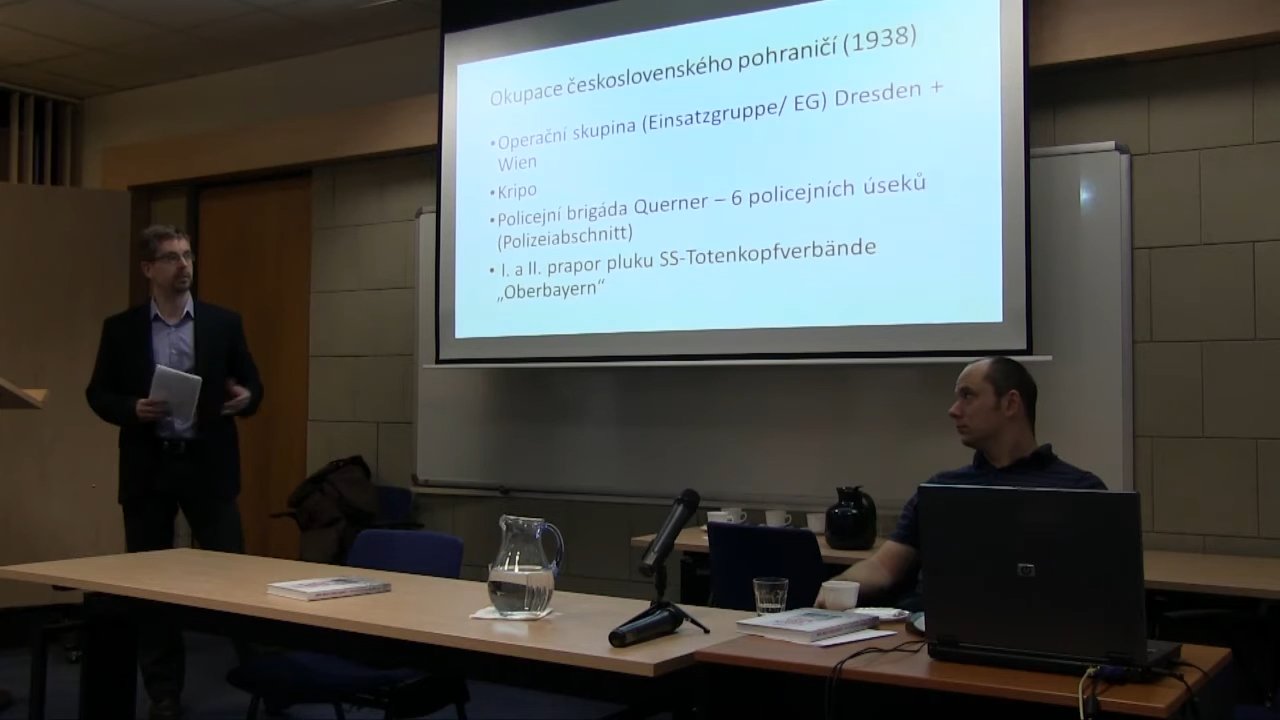 Okupace československého pohraničí (1938)
•Operační skupina (Einsatzgruppe/ EG) Dresden +
Wien
•Kripo
•Policejní brigáda Querner – 6 policejních úseků
(Polizeiabschnitt)
• I. a II. prapor pluku SS-Totenkopfverbände
„Oberbayern“
hp